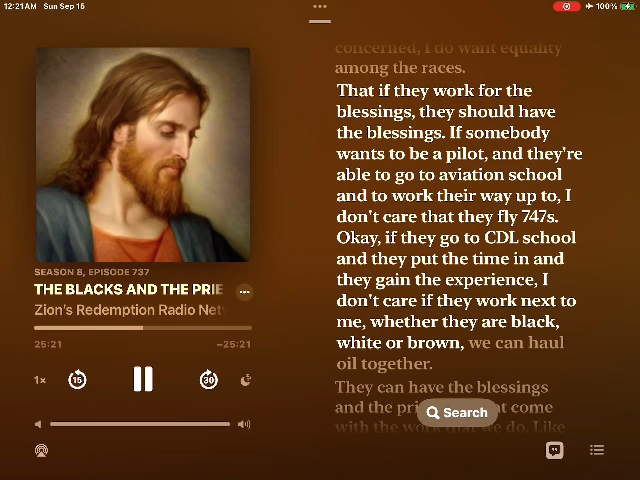 12:21 AM Sun Sep 15
100%
concerned, I do want equality
among the races.
That if they work for the
blessings, they should have
the blessings. If somebody
wants to be a pilot, and they're
able to go to aviation school
and to work their way up to, I
don't care that they fly 747s.
Okay, if they go to CDL school
and they put the time in and
they gain the experience, I
don't care if they work next to
me, whether they are black,
white or brown, we can haul
oil together.
They can have the blessings
and the pri at come
with the work that we do. Like
Search
SEASON 8, EPISODE 737
THE BLACKS AND THE PRIE
Zion's Redemption Radio Net
25:21
-25:21
1x
15
30